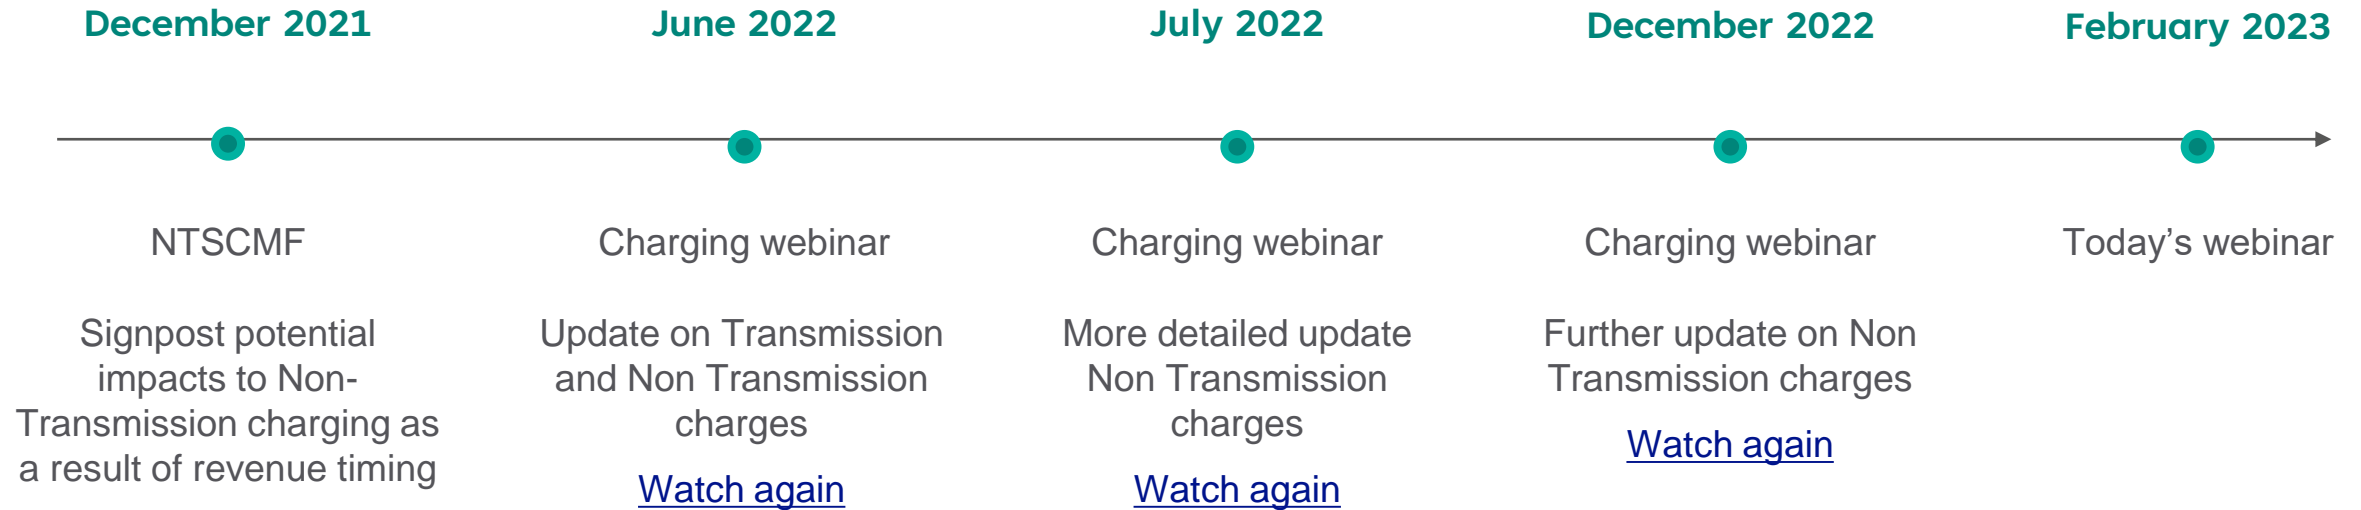 December 2021
June 2022
July 2022
December 2022
February 2023
NTSCMF
Charging webinar
Charging webinar
Charging webinar
Today’s webinar
Signpost potential
impacts to Non-
Transmission charging as
a result of revenue timing
Update on Transmission
and Non Transmission
charges
Watch again
More detailed update
Non Transmission
charges
Watch again
Further update on Non
Transmission charges
Watch again